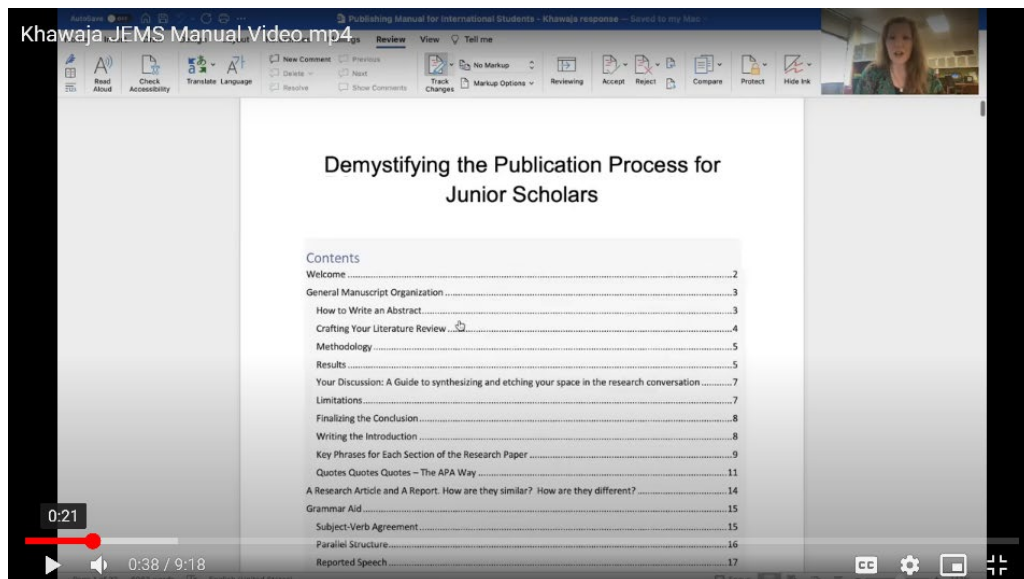 AutoSave
Publishing Manual for International Students - Khawaja response — Saved to my Mac
Khawaja JEMS Manual Video.mp4
Review View Tell me
New Comment Previous No Markup
Delete Next
Resolve Show Comments Markup Options
Read Aloud Check Accessibility Translate Language Track Changes Reviewing Accept Reject Compare Protect Hide Ink
Demystifying the Publication Process for
Junior Scholars
Contents
Welcome ... 2
General Manuscript Organization ... 3
How to Write an Abstract ... 3
Crafting Your Literature Review ... 4
Methodology ... 5
Results ... 5
Your Discussion: A Guide to synthesizing and etching your space in the research conversation ... 7
Limitations ... 7
Finalizing the Conclusion ... 8
Writing the Introduction ... 8
Key Phrases for Each Section of the Research Paper ... 9
Quotes Quotes Quotes – The APA Way ... 11
A Research Article and A Report. How are they similar? How are they different? ... 14
Grammar Aid ... 15
Subject-Verb Agreement ... 15
Parallel Structure ... 16
Reported Speech ... 17
0:21
0:38 / 9:18
CC